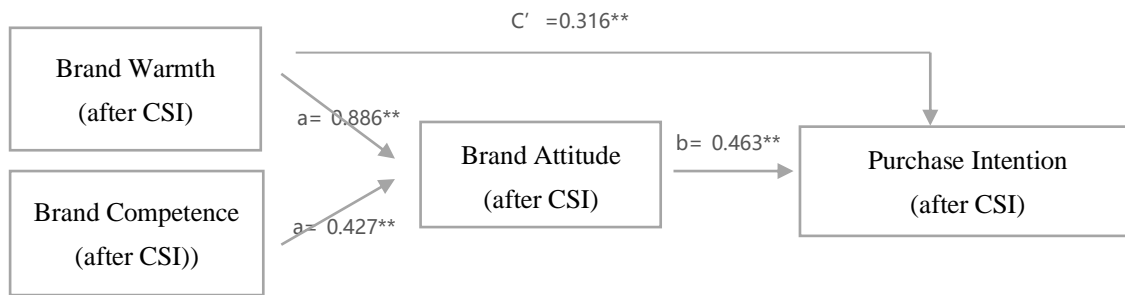 C’ =0.316**
Brand Warmth
(after CSI)
a= 0.886**
Brand Attitude
(after CSI)
b= 0.463**
Purchase Intention
(after CSI)
Brand Competence
(after CSI))
a= 0.427**